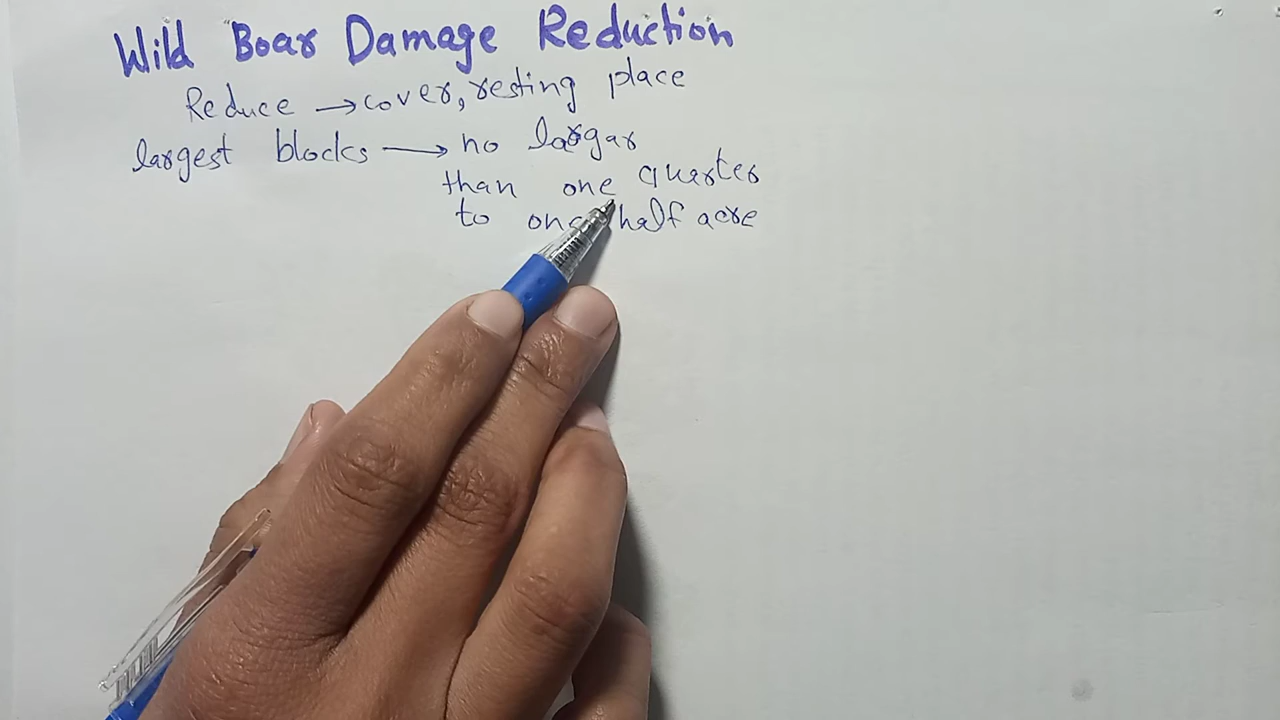 Wild Boar Damage Reduction
Reduce → cover, resting place
largest blocks → no largar
than one quarter
to one half acre